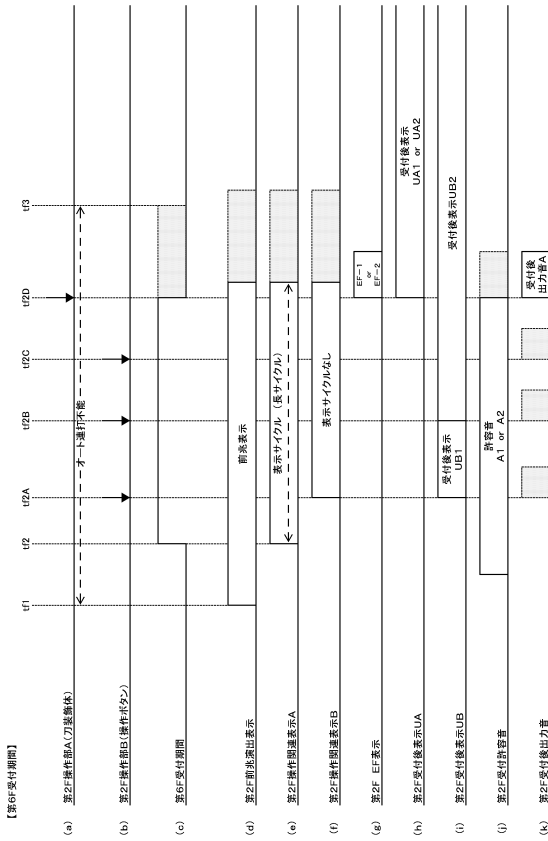 【第6F受付期間】
tf1
tf2
tf2A
tf2B
tf2C
tf2D
tf3
(a) 第2F操作部A(刀装飾体)
オート連打不能
(b) 第2F操作部B(操作ボタン)
(c) 第6F受付期間
(d) 第2F前兆演出表示
前兆表示
(e) 第2F操作関連表示A
表示サイクル (長サイクル)
(f) 第2F操作関連表示B
表示サイクルなし
(g) 第2F EF表示
EF-1
or
EF-2
(h) 第2F受付後表示UA
受付後表示
UA1 or UA2
(i) 第2F受付後表示UB
受付後表示
UB1
受付後表示UB2
(j) 第2F受付許容音
許容音
A1 or A2
(k) 第2F受付後出力音
受付後
出力音A